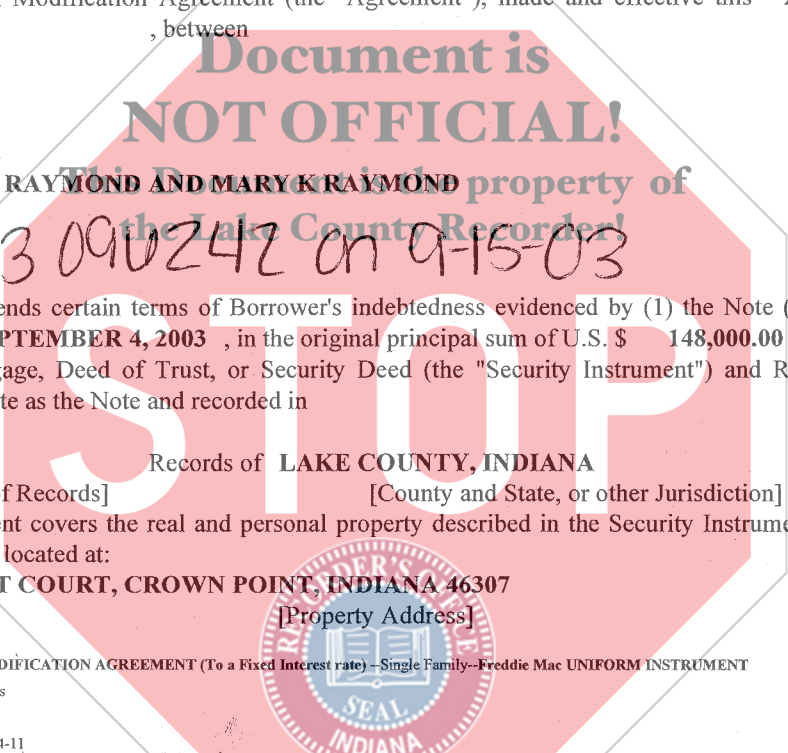 Modification Agreement (the "Agreement"), made and effective this
, between
Document is
NOT OFFICIAL!
This Document is the property of
the Lake County Recorder!
RAYMOND AND MARY K RAYMOND
3 090242 on 9-15-03
ends certain terms of Borrower's indebtedness evidenced by (1) the Note (
PTEMBER 4, 2003 , in the original principal sum of U.S. $ 148,000.00
gage, Deed of Trust, or Security Deed (the "Security Instrument") and R
te as the Note and recorded in
STOP
Records of LAKE COUNTY, INDIANA
f Records] [County and State, or other Jurisdiction]
nt covers the real and personal property described in the Security Instrume
located at:
T COURT, CROWN POINT, INDIANA 46307
[Property Address]
RECORDER'S OFFICE
SEAL
INDIANA
DIFICATION AGREEMENT (To a Fixed Interest rate) --Single Family--Freddie Mac UNIFORM INSTRUMENT
s
4-11